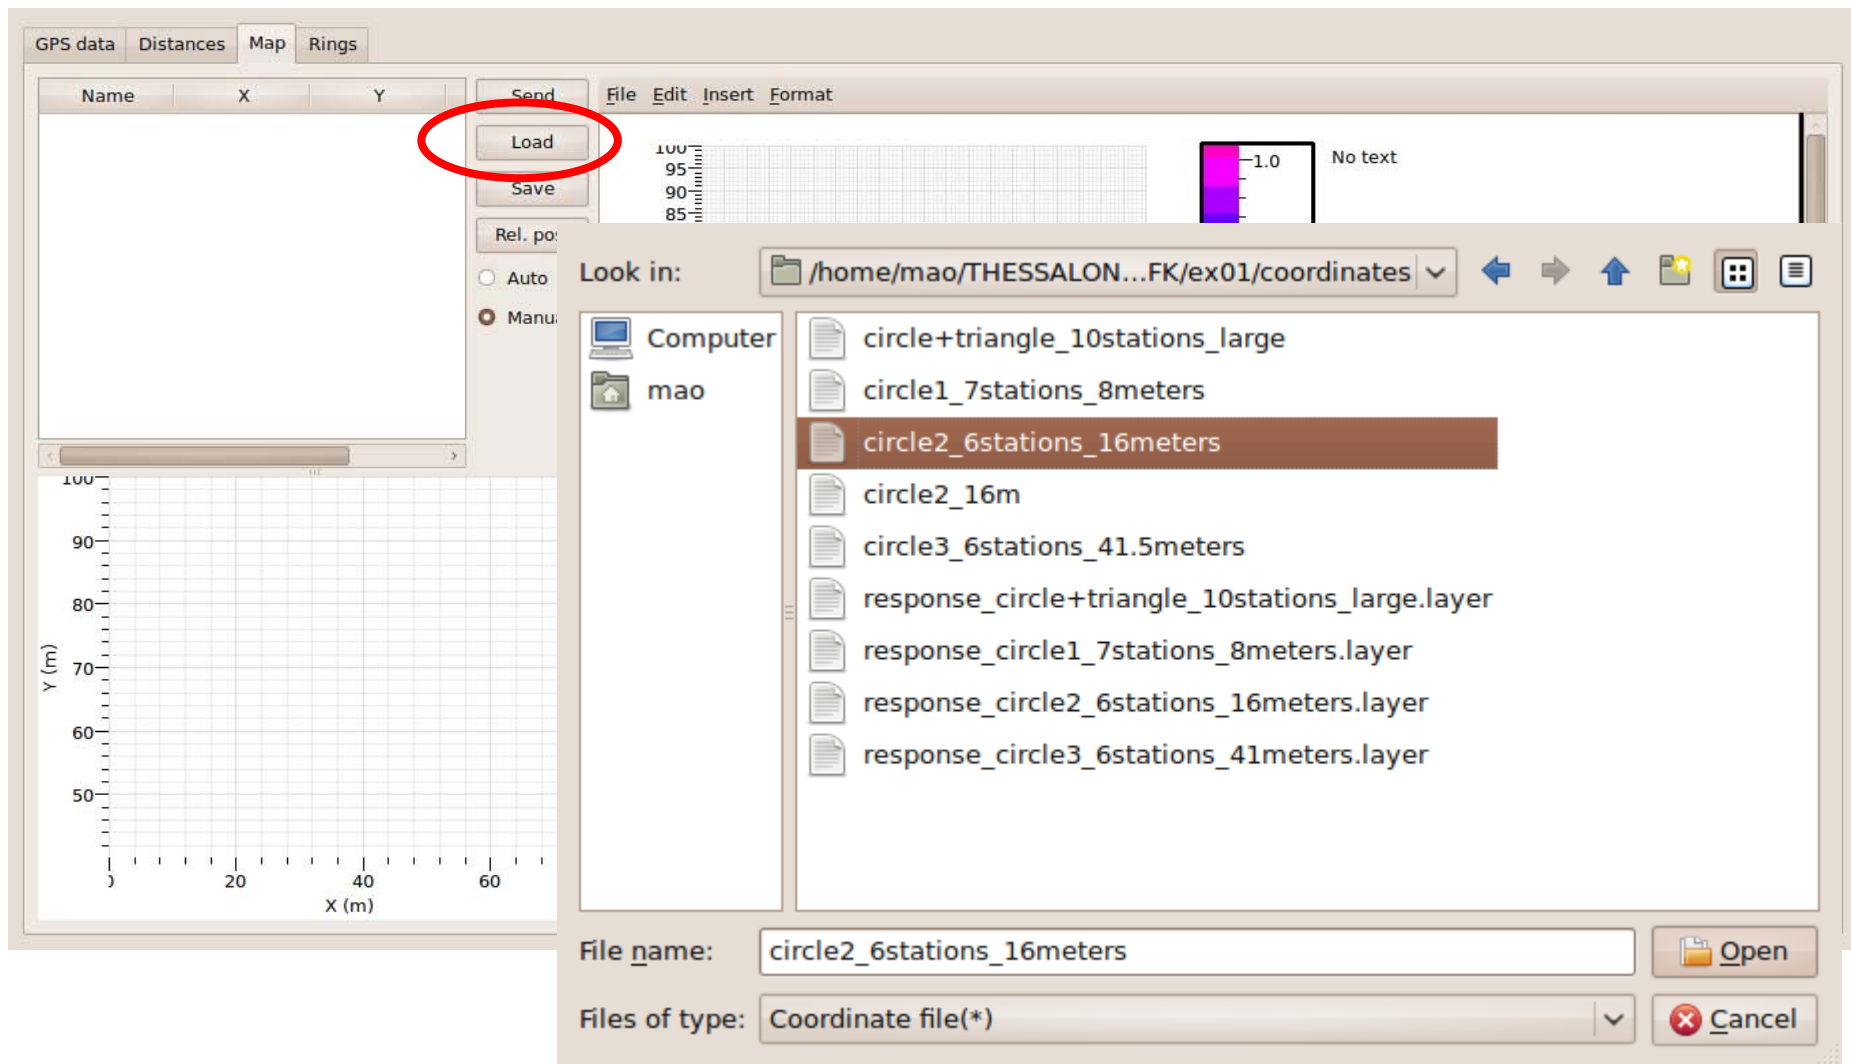 GPS data Distances Map Rings
Name X Y
Send
Load
Save
Rel. po
Auto
Manu
File Edit Insert Format
100
95
90
85
1.0
No text
100
90
80
70
60
50
Y (m)
20 40 60
X (m)
Look in: /home/mao/THESSALON...FK/ex01/coordinates
Computer
mao
circle+triangle_10stations_large
circle1_7stations_8meters
circle2_6stations_16meters
circle2_16m
circle3_6stations_41.5meters
response_circle+triangle_10stations_large.layer
response_circle1_7stations_8meters.layer
response_circle2_6stations_16meters.layer
response_circle3_6stations_41meters.layer
File name: circle2_6stations_16meters Open
Files of type: Coordinate file(*) Cancel